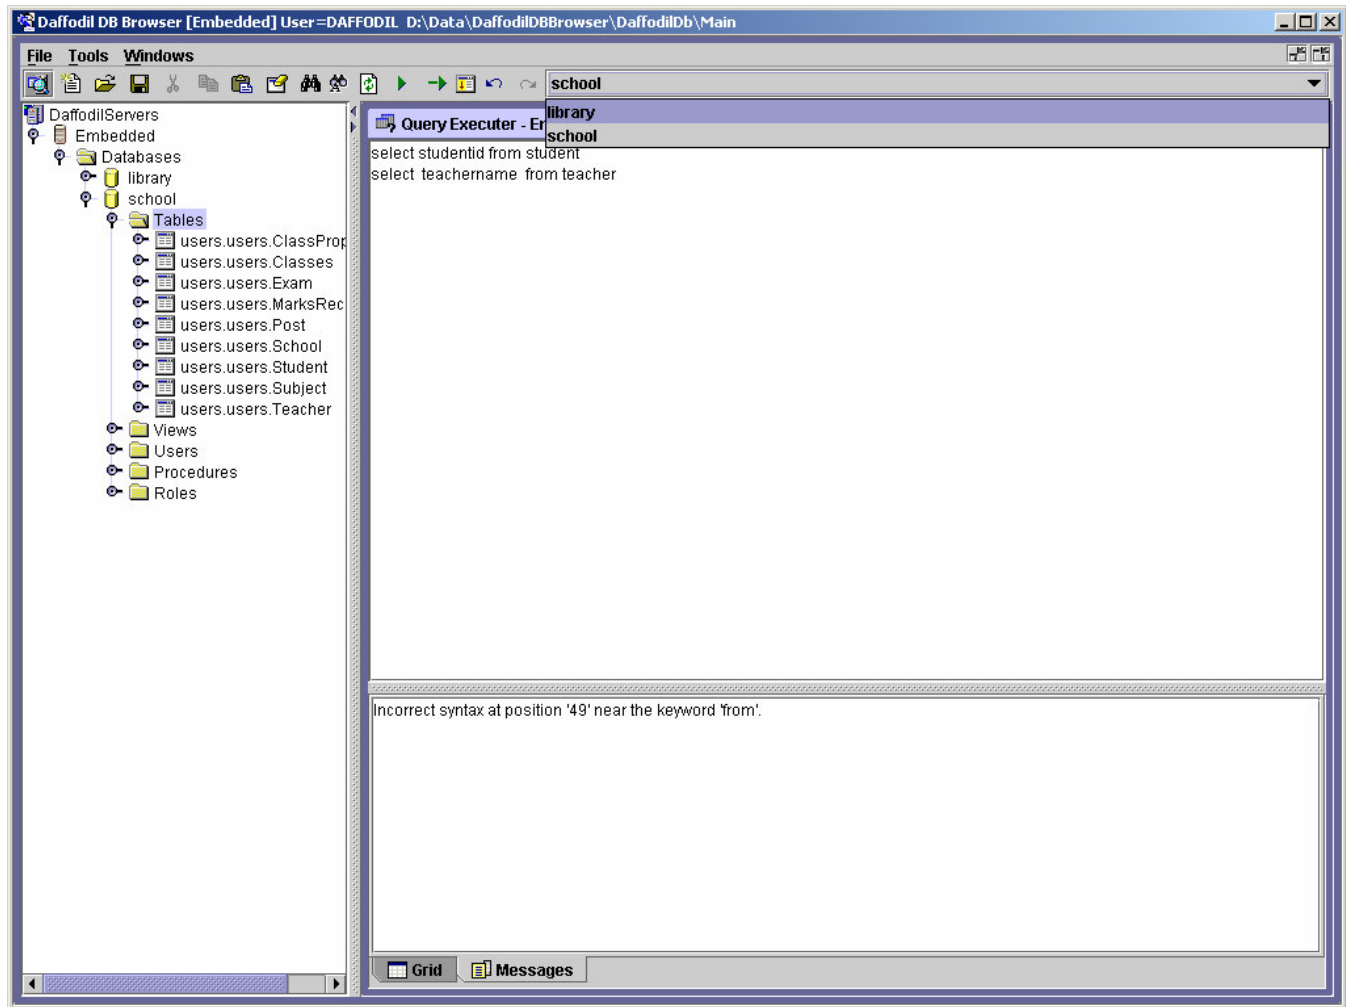 Daffodil DB Browser [Embedded] User=DAFFODIL D:\Data\DaffodilDBBrowser\DaffodilDb\Main
File Tools Windows
school
library
school
DaffodilServers
Embedded
Databases
library
school
Tables
users.users.ClassProp
users.users.Classes
users.users.Exam
users.users.MarksRec
users.users.Post
users.users.School
users.users.Student
users.users.Subject
users.users.Teacher
Views
Users
Procedures
Roles
Query Executer - Em
select studentid from student
select teachername from teacher
Incorrect syntax at position '49' near the keyword 'from'.
Grid Messages